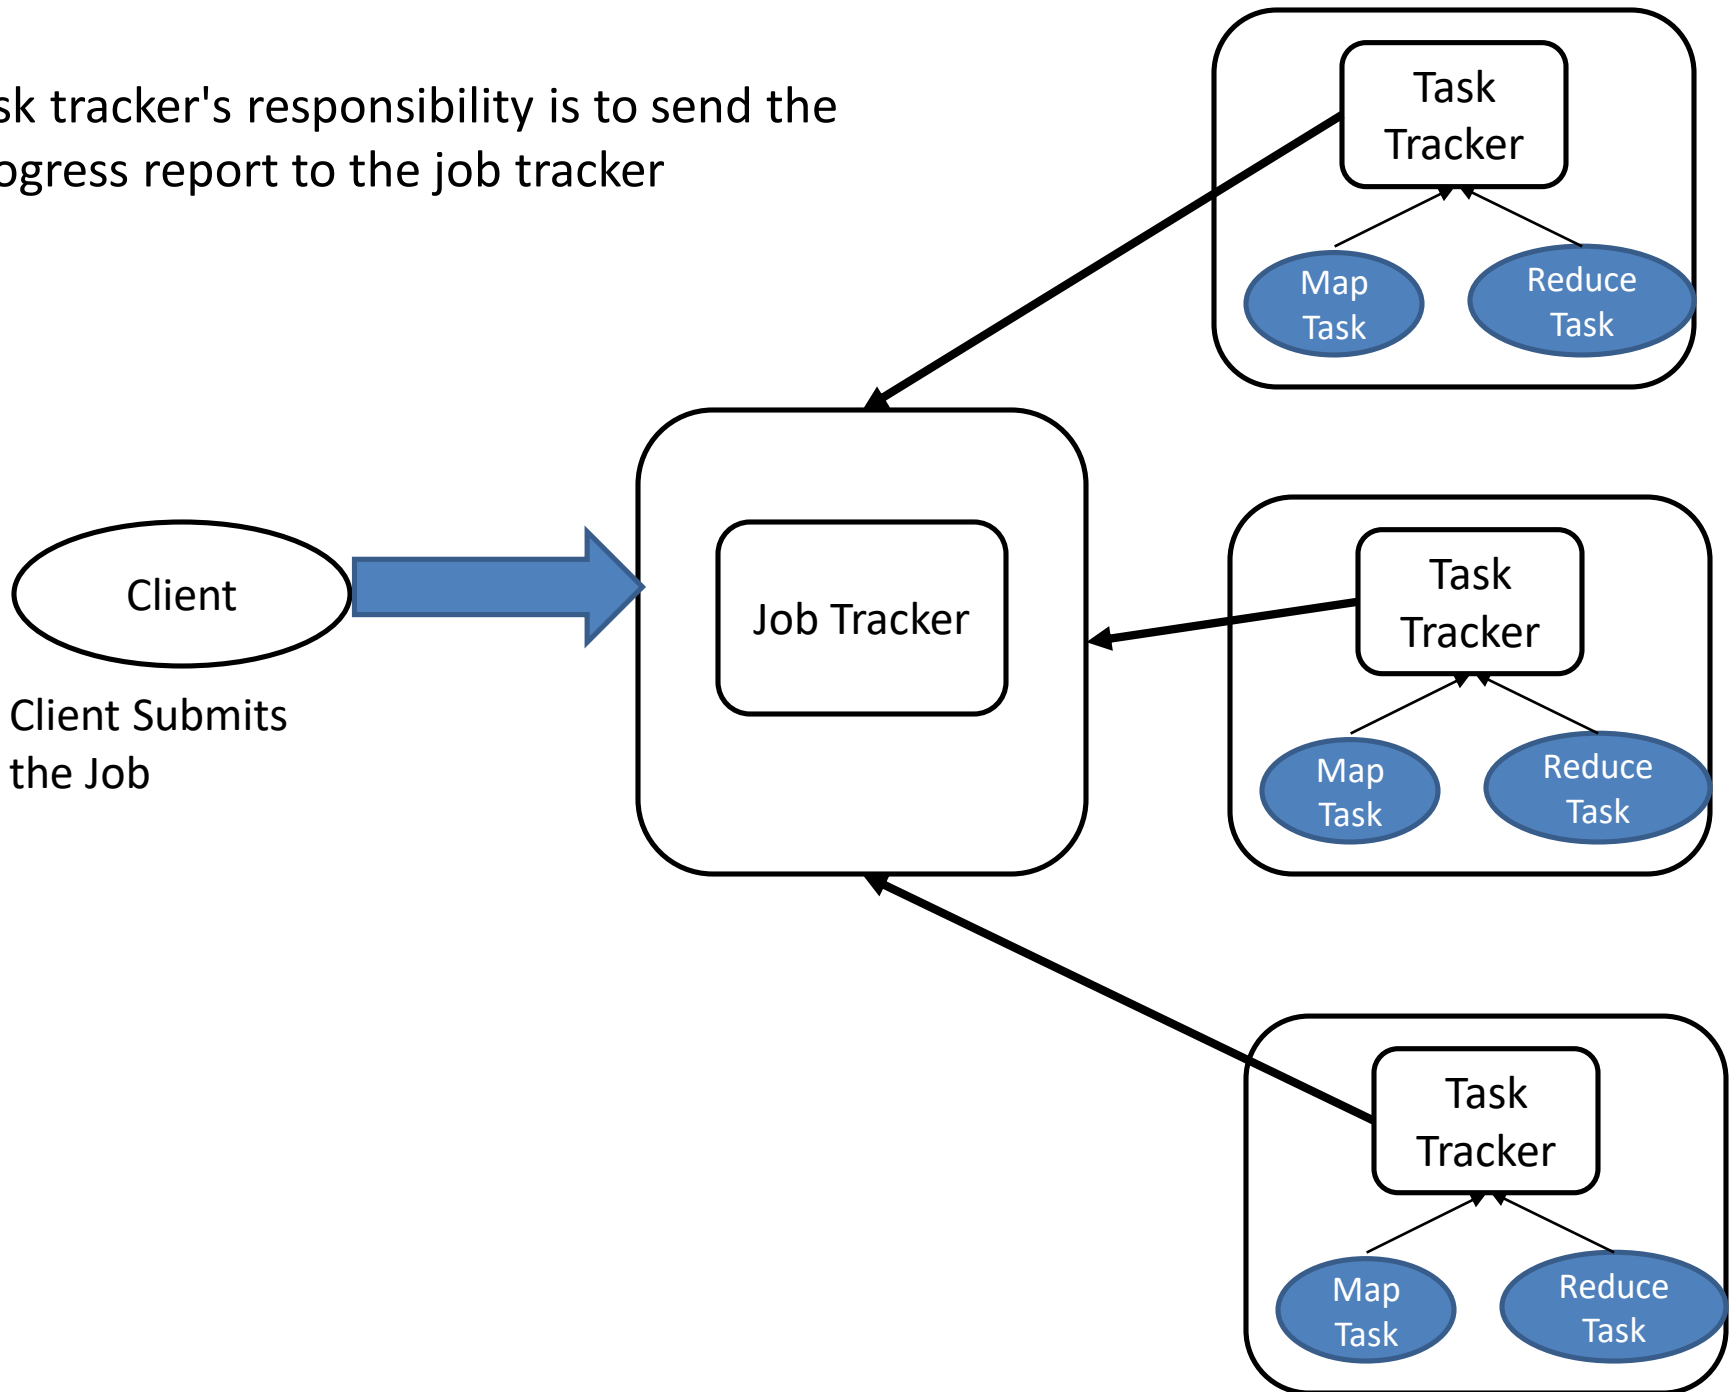 sk tracker's responsibility is to send the
ogress report to the job tracker
Task
Tracker
Map
Task
Reduce
Task
Client
Client Submits
the Job
Job Tracker
Task
Tracker
Map
Task
Reduce
Task
Task
Tracker
Map
Task
Reduce
Task